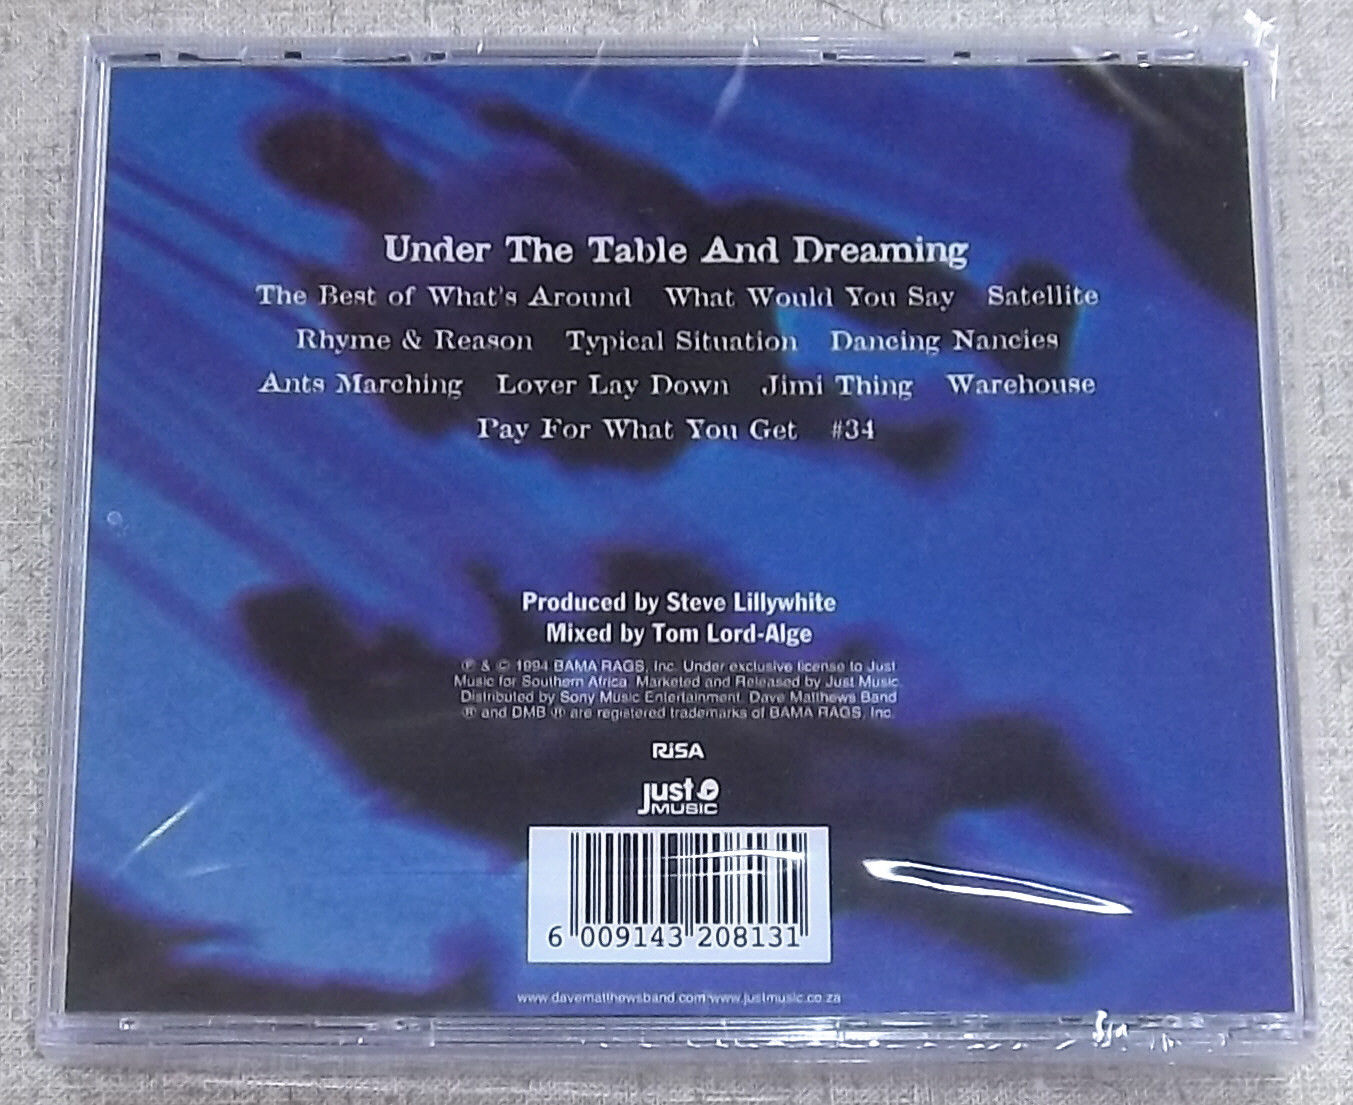 Under The Table And Dreaming
The Best of What's Around What Would You Say Satellite
Rhyme & Reason Typical Situation Dancing Nancies
Ants Marching Lover Lay Down Jimi Thing Warehouse
Pay For What You Get #34
Produced by Steve Lillywhite
Mixed by Tom Lord-Alge
℗ & © 1994 BAMA RAGS, Inc. Under exclusive license to Just
Music for Southern Africa. Marketed and Released by Just Music.
Distributed by Sony Music Entertainment. Dave Matthews Band
® and DMB ® are registered trademarks of BAMA RAGS, Inc.
RiSA
just
MUSIC
6 009143 208131
www.davematthewsband.com www.justmusic.co.za